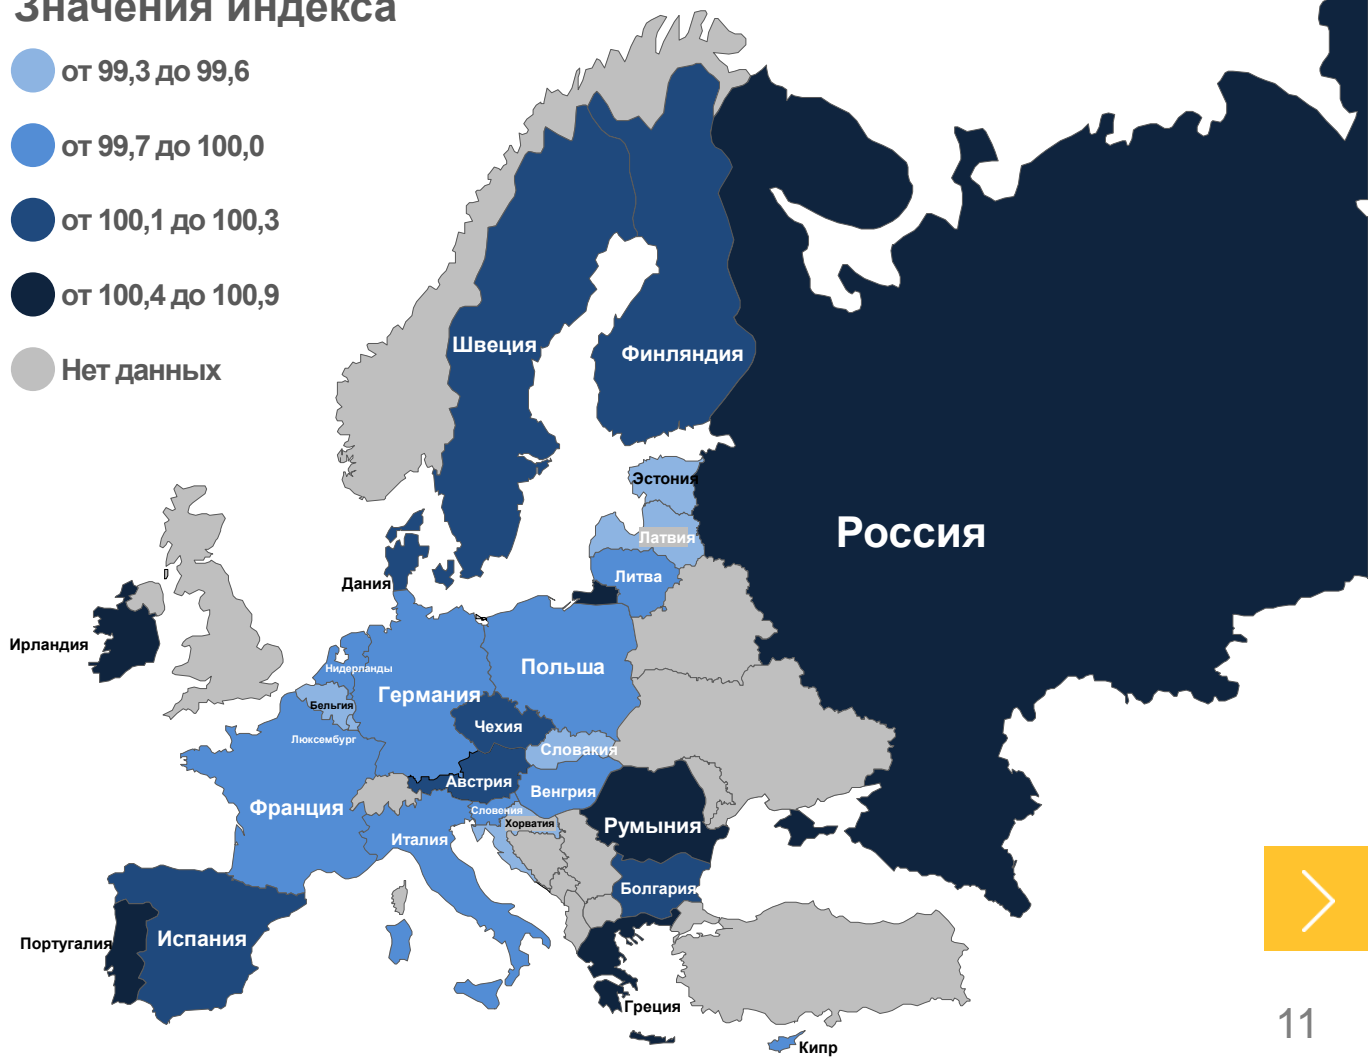 Значения индекса
от 99,3 до 99,6
от 99,7 до 100,0
от 100,1 до 100,3
от 100,4 до 100,9
Нет данных
Швеция
Финляндия
Эстония
Россия
Латвия
Литва
Дания
Ирландия
Польша
Нидерланды
Германия
Бельгия
Чехия
Люксембург
Словакия
Австрия
Венгрия
Франция
Словения
Хорватия
Румыния
Италия
Болгария
Испания
Португалия
Греция
11
Кипр